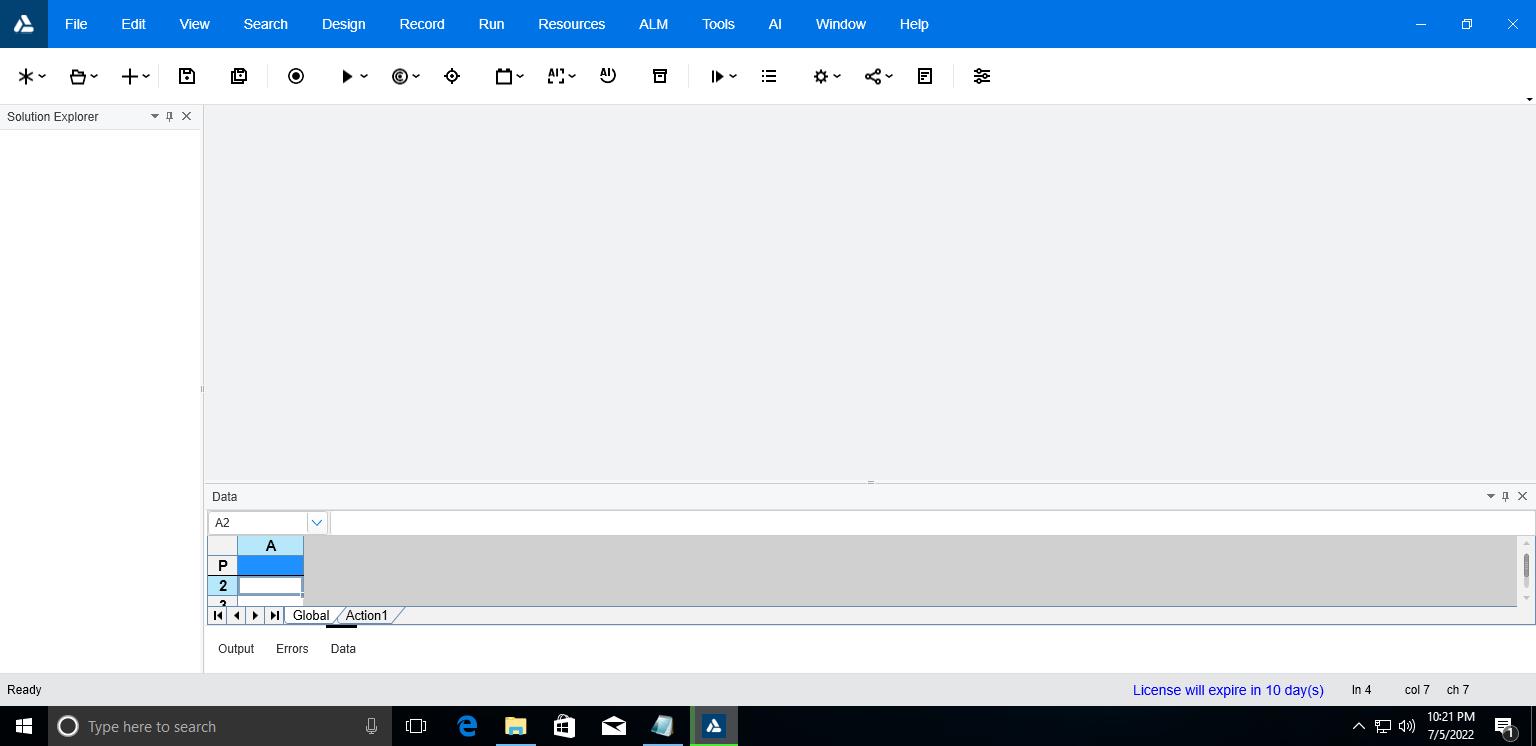 File Edit View Search Design Record Run Resources ALM Tools AI Window Help
Solution Explorer
Data
A2
A
P
2
3
Global Action1
Output Errors Data
Ready License will expire in 10 day(s) ln 4 col 7 ch 7
Type here to search
10:21 PM
7/5/2022
1